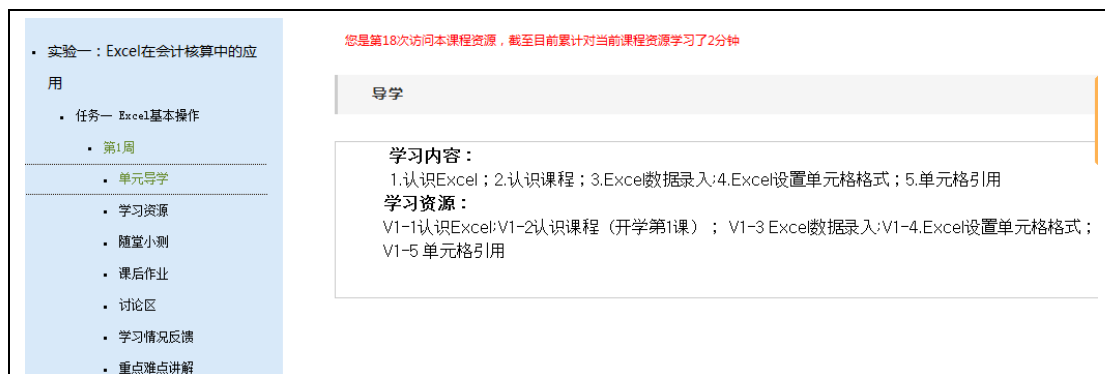 实验一：Excel在会计核算中的应
用
任务一 Excel基本操作
第1周
单元导学
学习资源
随堂小测
课后作业
讨论区
学习情况反馈
重点难点讲解
您是第18次访问本课程资源，截至目前累计对当前课程资源学习了2分钟
导学
学习内容：
1.认识Excel；2.认识课程；3.Excel数据录入;4.Excel设置单元格格式；5.单元格引用
学习资源：
V1-1认识Excel;V1-2认识课程（开学第1课）； V1-3 Excel数据录入;V1-4.Excel设置单元格格式；
V1-5 单元格引用